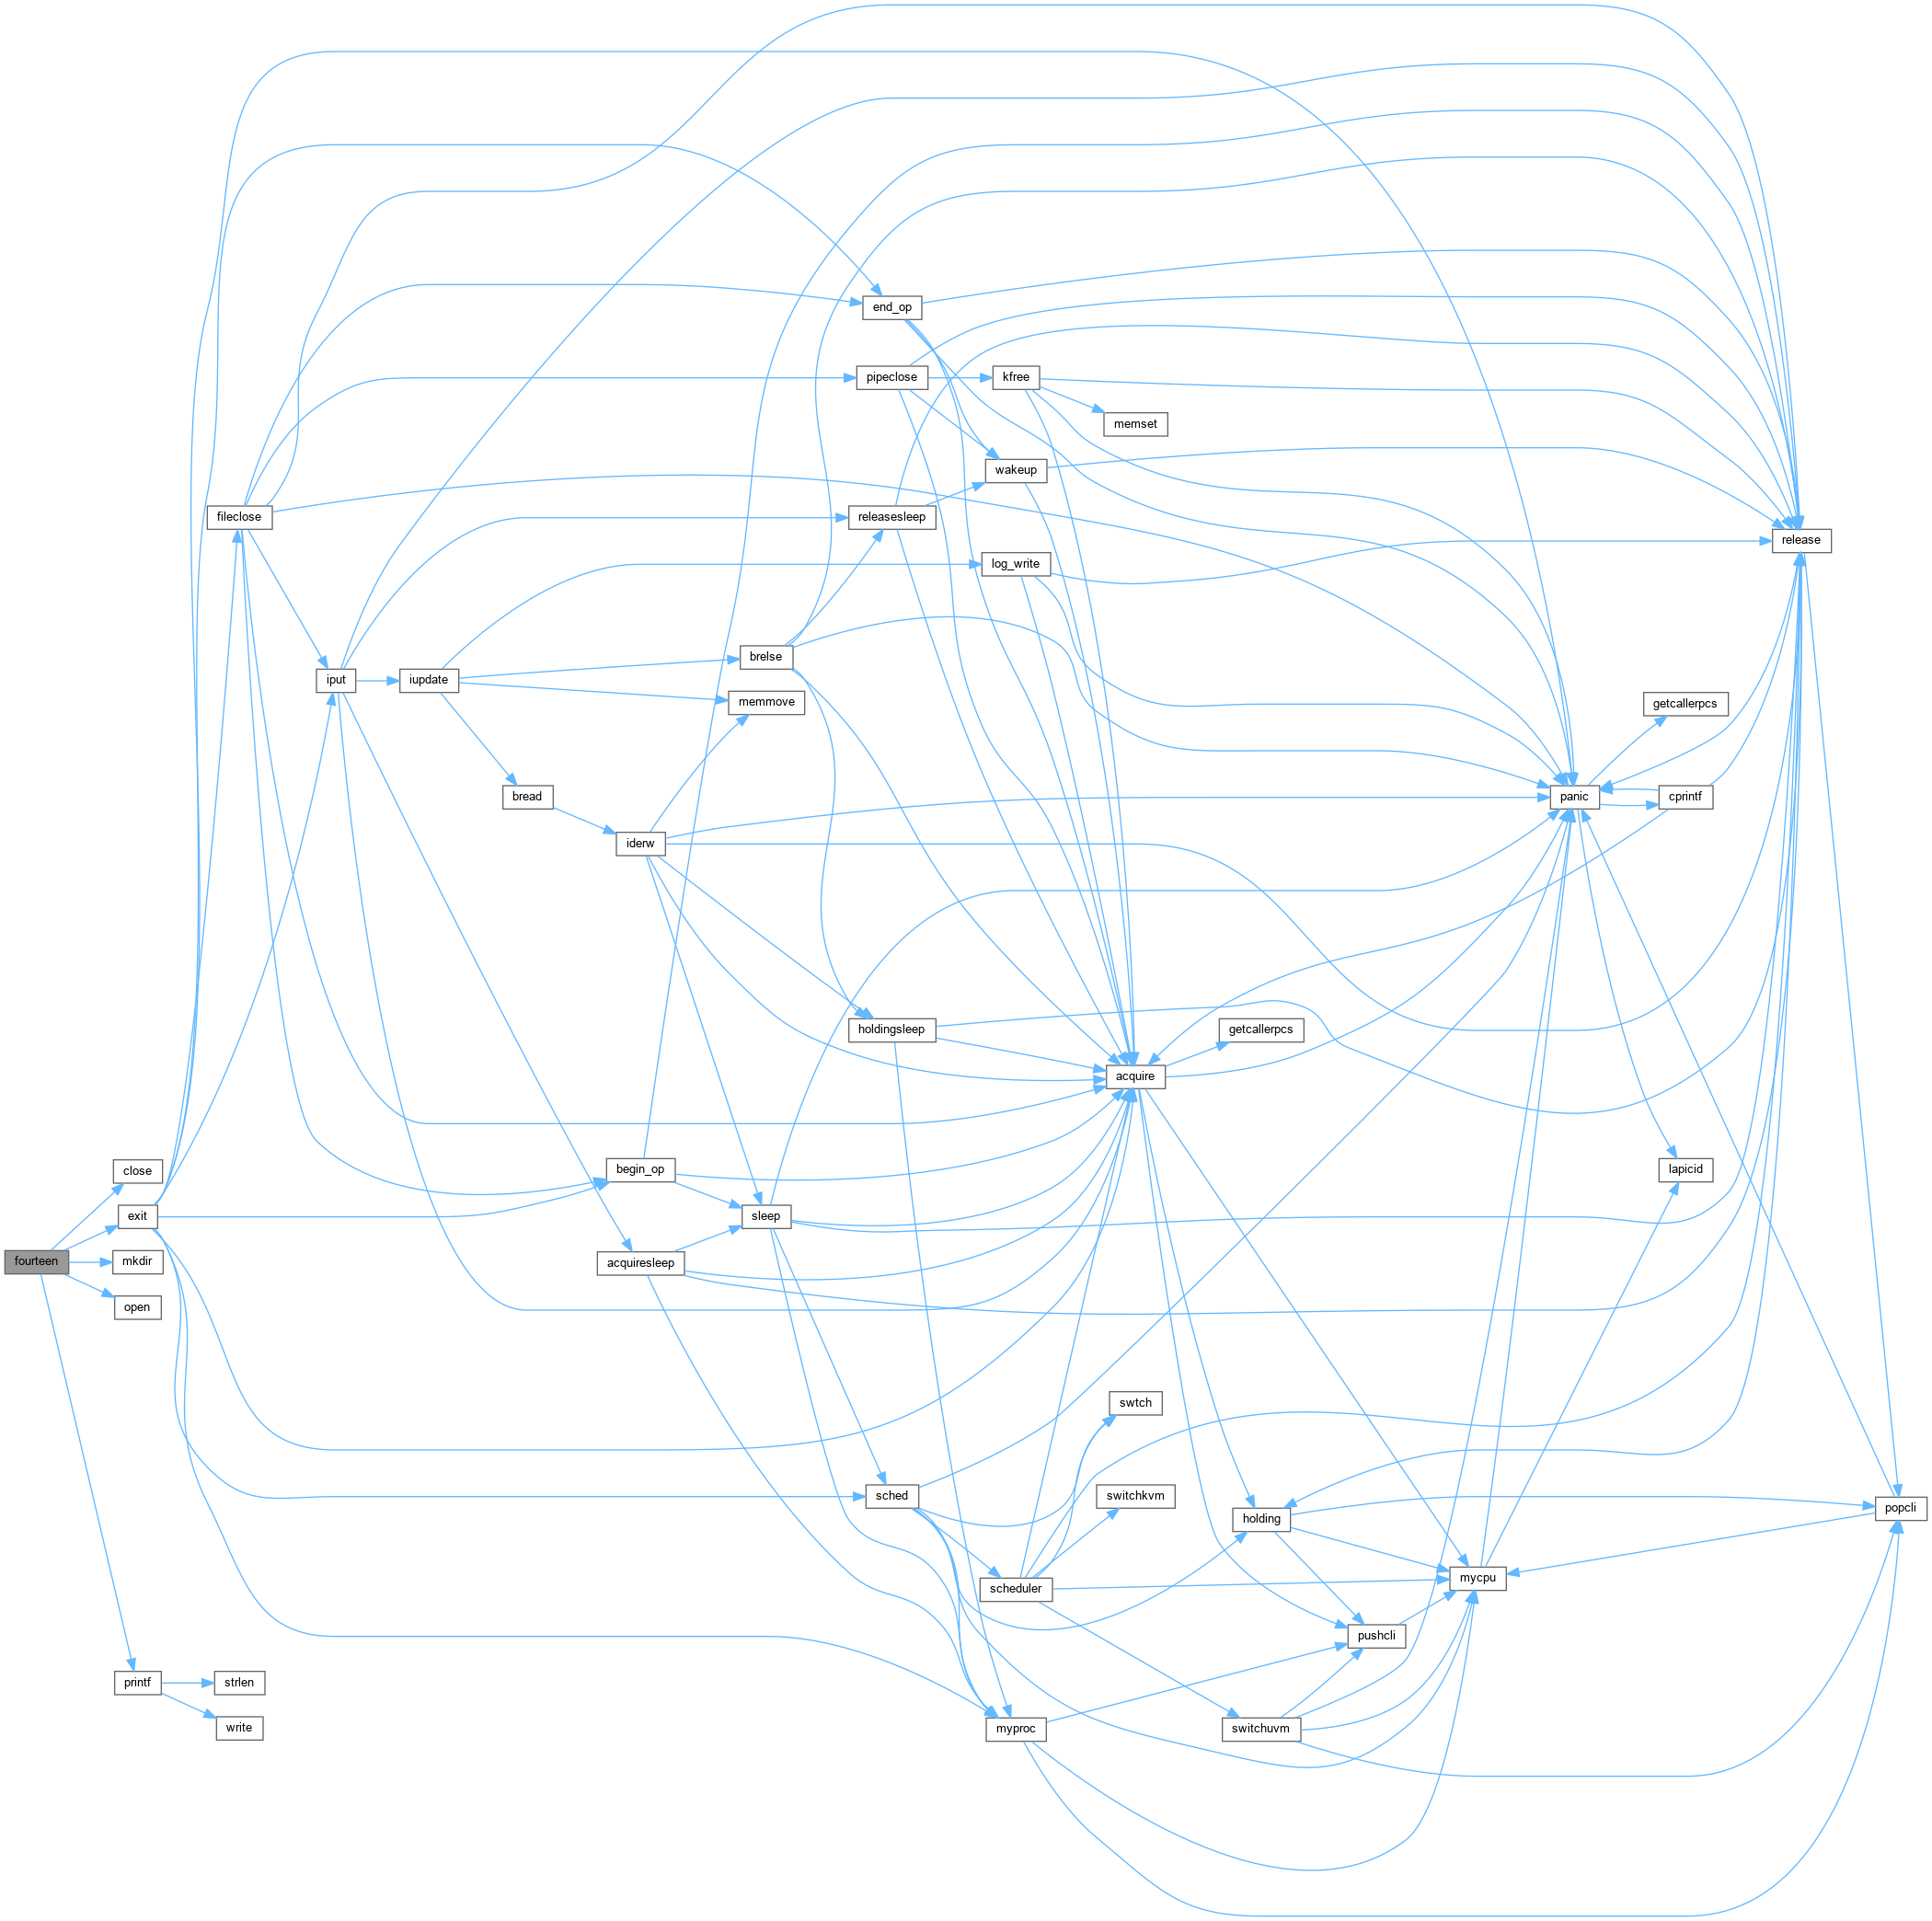 end_op
pipeclose
kfree
memset
wakeup
fileclose
releasesleep
release
log_write
brelse
iput
iupdate
memmove
getcallerpcs
bread
panic
cprintf
iderw
holdingsleep
getcallerpcs
acquire
close
begin_op
lapicid
exit
sleep
fourteen
mkdir
acquiresleep
open
swtch
sched
switchkvm
popcli
holding
scheduler
mycpu
pushcli
printf
strlen
write
myproc
switchuvm